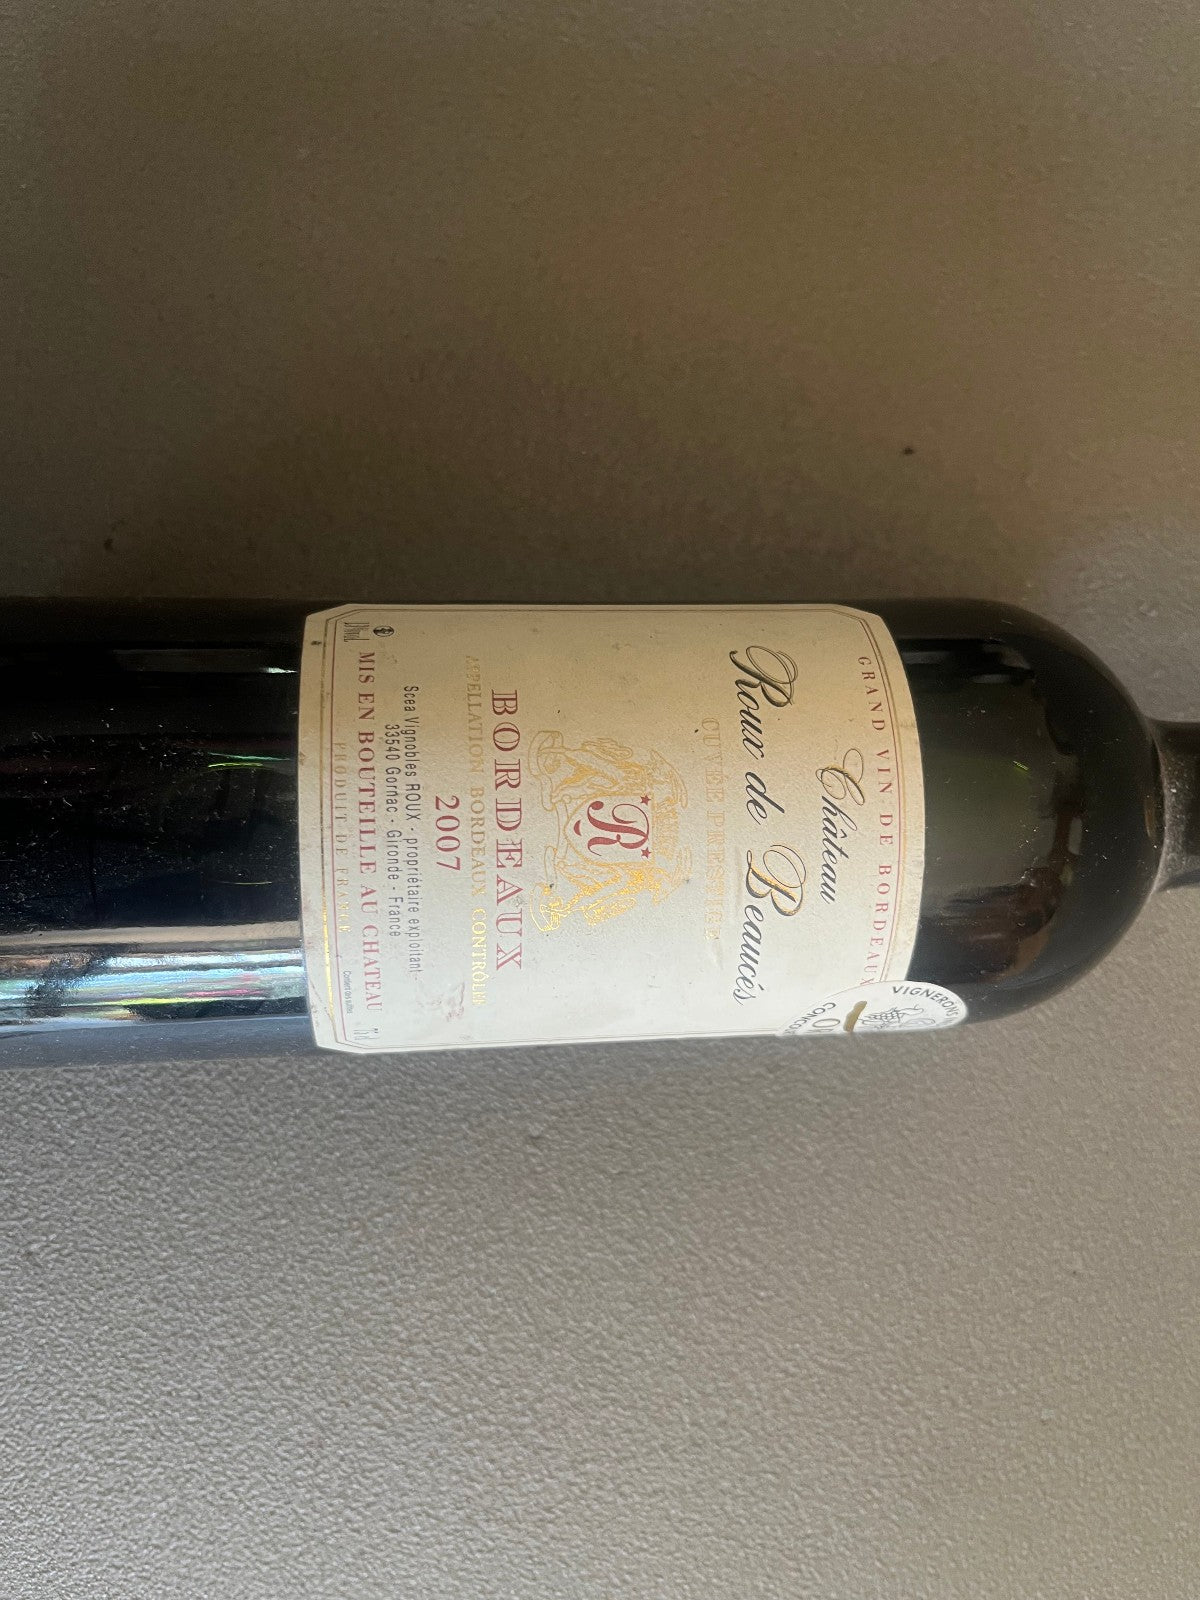 GRAND VIN DE BORDEAUX
Château
Roux de Beaucés
CUVÉE PRESTIGE
R
BORDEAUX
APPELLATION BORDEAUX CONTRÔLÉE
2007
Scea Vignobles ROUX - propriétaire exploitant -
33540 Gornac - Gironde - France
MIS EN BOUTEILLE AU CHATEAU
PRODUIT DE FRANCE
VIGNERONS